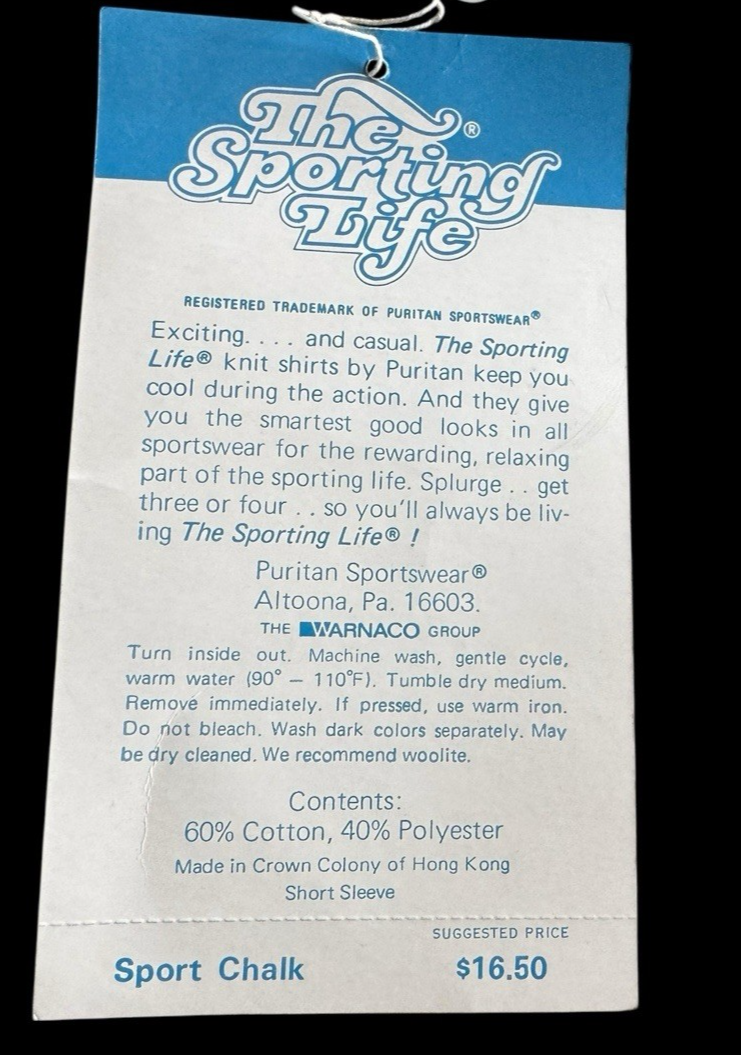 The
Sporting
Life®
REGISTERED TRADEMARK OF PURITAN SPORTSWEAR®
Exciting. . . . and casual. The Sporting
Life® knit shirts by Puritan keep you
cool during the action. And they give
you the smartest good looks in all
sportswear for the rewarding, relaxing
part of the sporting life. Splurge . . get
three or four . . so you'll always be liv-
ing The Sporting Life® !
Puritan Sportswear®
Altoona, Pa. 16603.
THE WARNACO GROUP
Turn inside out. Machine wash, gentle cycle,
warm water (90° – 110°F). Tumble dry medium.
Remove immediately. If pressed, use warm iron.
Do not bleach. Wash dark colors separately. May
be dry cleaned. We recommend woolite.
Contents:
60% Cotton, 40% Polyester
Made in Crown Colony of Hong Kong
Short Sleeve
SUGGESTED PRICE
Sport Chalk $16.50